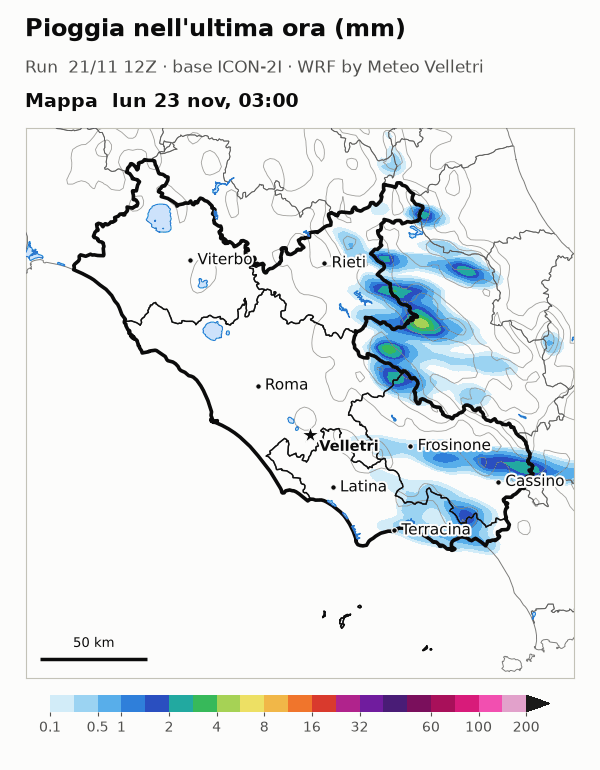 Pioggia nell'ultima ora (mm)
Run  21/11 12Z · base ICON-2I · WRF by Meteo Velletri
Mappa  lun 23 nov, 03:00
Viterbo
Rieti
Roma
Velletri
Frosinone
Cassino
Latina
Terracina
50 km
0.1 0.5 1 2 4 8 16 32 60 100 200